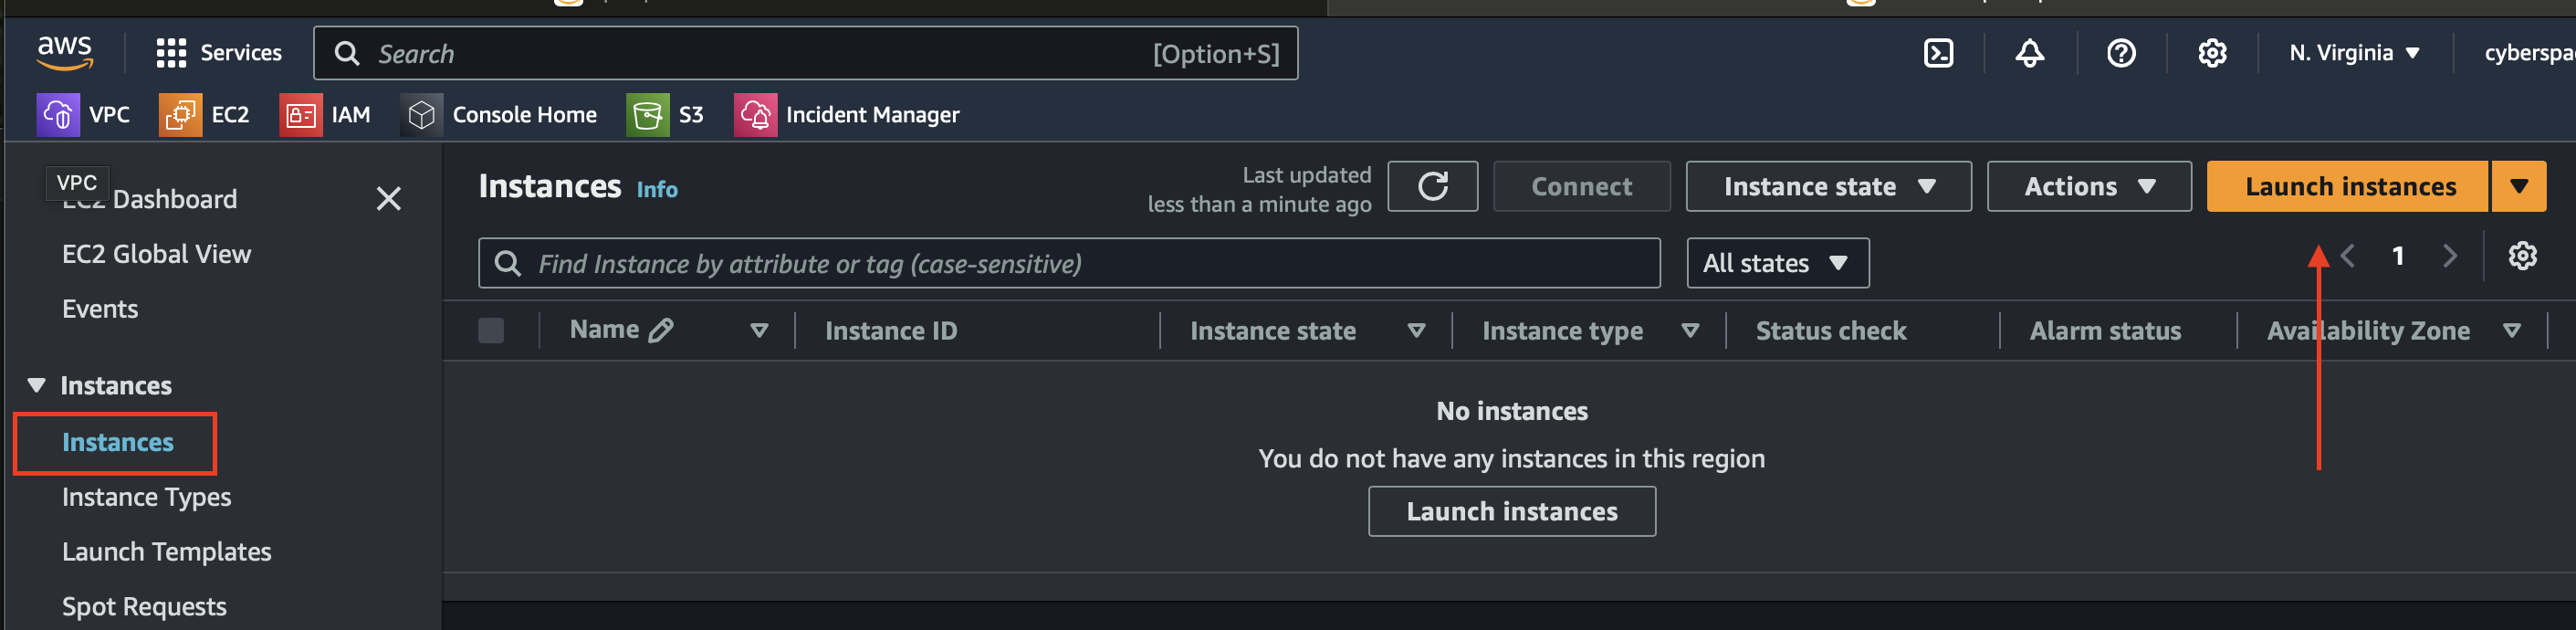 aws
Services
Search
[Option+S]
N. Virginia
VPC
EC2
IAM
Console Home
S3
Incident Manager
VPC
Dashboard
EC2 Global View
Events
Instances
Instances
Instance Types
Launch Templates
Spot Requests
Instances Info
Last updated
less than a minute ago
Connect
Instance state
Actions
Launch instances
Find Instance by attribute or tag (case-sensitive)
All states
1
Name
Instance ID
Instance state
Instance type
Status check
Alarm status
Availability Zone
No instances
You do not have any instances in this region
Launch instances